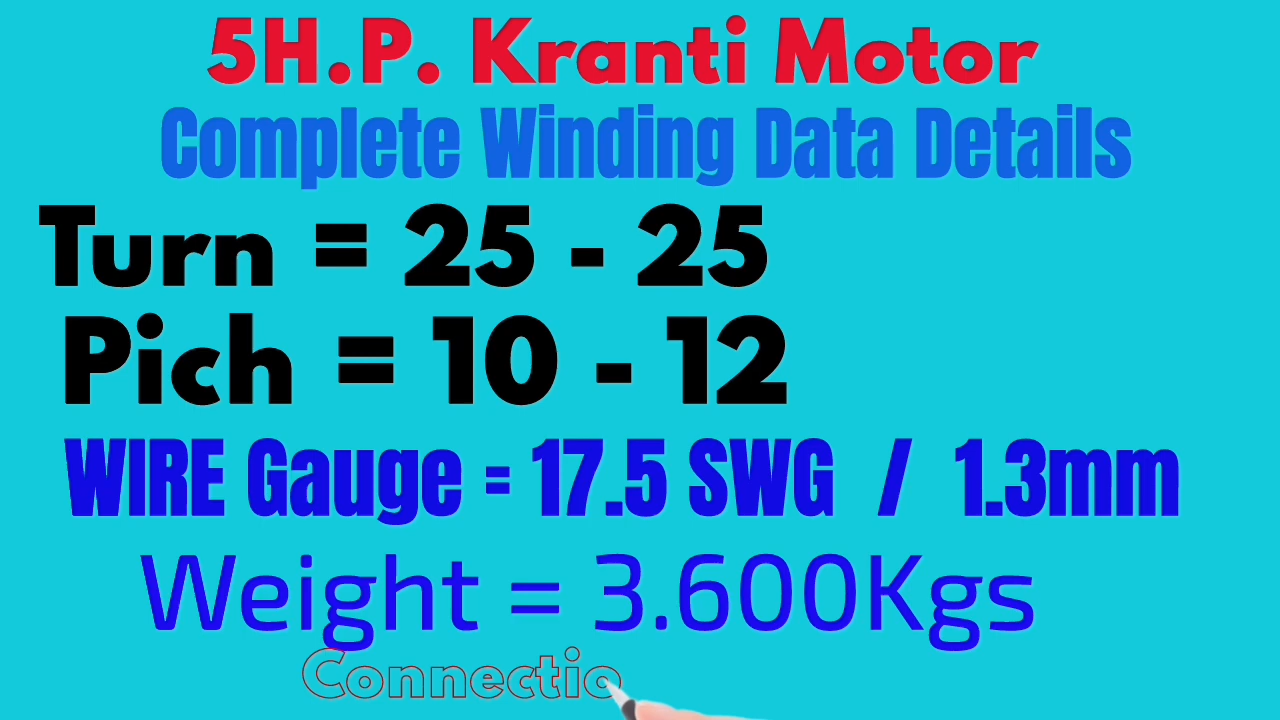 5H.P. Kranti Motor
Complete Winding Data Details
Turn = 25 - 25
Pich = 10 - 12
WIRE Gauge = 17.5 SWG / 1.3mm
Weight = 3.600Kgs
Connectio